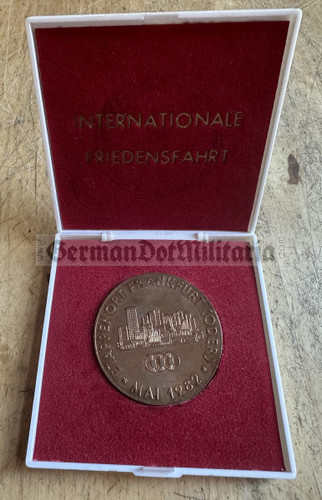 INTERNATIONALE
FRIEDENSFAHRT
GermanDotMilitaria
ETAPPENORT FRANKFURT (ODER)
* MAI 1982 *